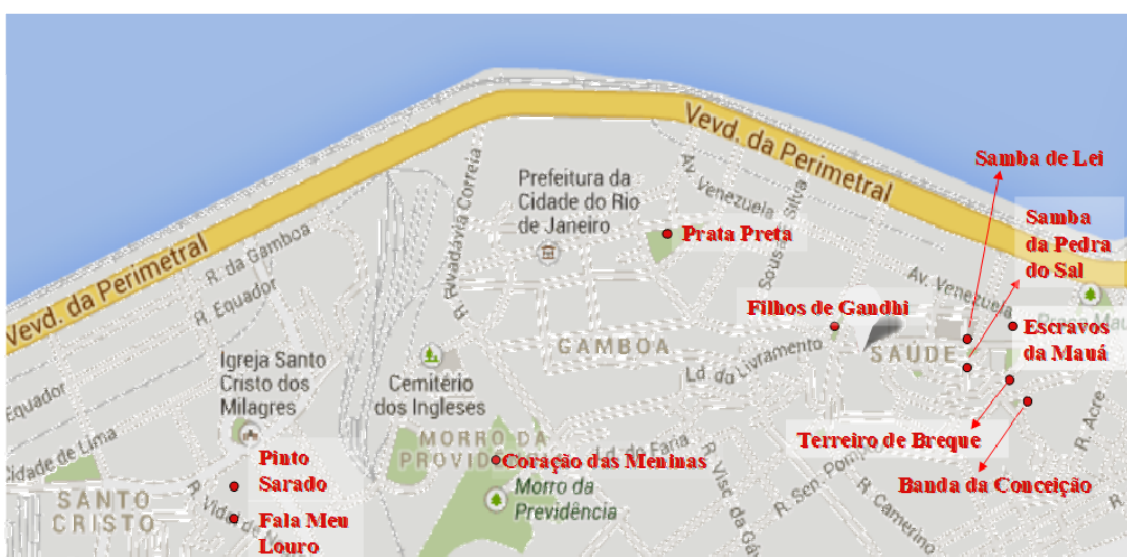 Vevd. da Perimetral
Samba de Lei
Av. Venezuela
Prefeitura da
Cidade do Rio
de Janeiro
Prata Preta
Samba
da Pedra
do Sal
R. Rivadávia Correia
R. da Gamboa
Vevd. da Perimetral
R. Equador
Av. Venezuela
Filhos de Gandhi
Escravos
da Mauá
GAMBOA
SAÚDE
Ld. do Livramento
Igreja Santo
Cristo dos
Milagres
Cemitério
dos Ingleses
Equador
Cidade de Lima
R. Acre
MORRO DA
Ld. do Faria
Terreiro de Breque
Pinto
Sarado
Coração das Meninas
Morro da
Previdência
Banda da Conceição
SANTO
CRISTO
Fala Meu
Louro
R. Camerino